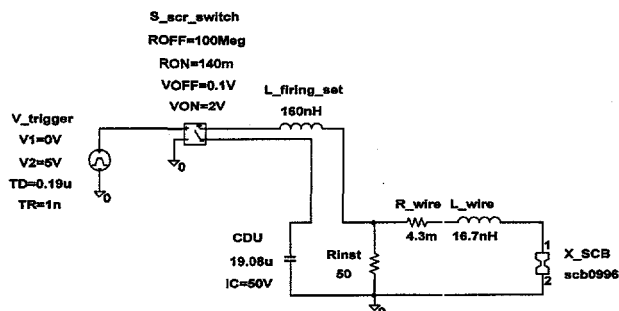 S_scr_switch
ROFF=100Meg
RON=140m
VOFF=0.1V
VON=2V
L_firing_set
160nH
V_trigger
V1=0V
V2=5V
TD=0.19u
TR=1n
0
0
R_wire L_wire
4.3m 16.7nH
CDU
19.08u
IC=50V
Rinst
50
1
2
X_SCB
scb0996
0